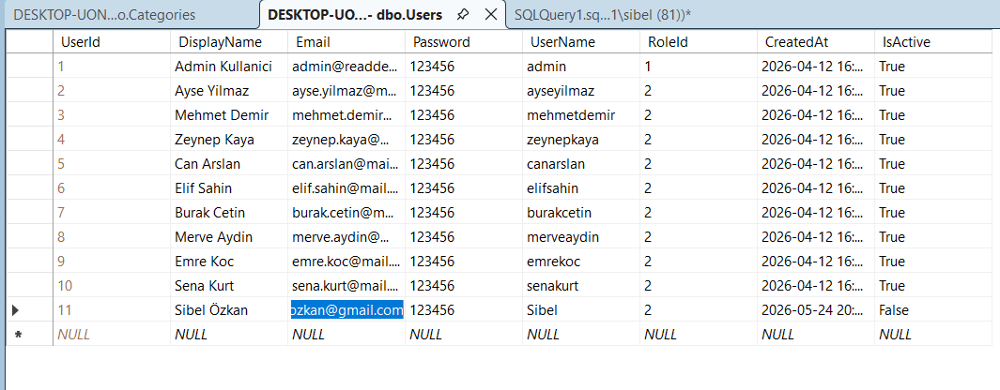 DESKTOP-UON...o.Categories DESKTOP-UO...- dbo.Users SQLQuery1.sq...1\sibel (81))*
UserId DisplayName Email Password UserName RoleId CreatedAt IsActive
1 Admin Kullanici admin@readde... 123456 admin 1 2026-04-12 16:... True
2 Ayse Yilmaz ayse.yilmaz@m... 123456 ayseyilmaz 2 2026-04-12 16:... True
3 Mehmet Demir mehmet.demir... 123456 mehmetdemir 2 2026-04-12 16:... True
4 Zeynep Kaya zeynep.kaya@... 123456 zeynepkaya 2 2026-04-12 16:... True
5 Can Arslan can.arslan@mai... 123456 canarslan 2 2026-04-12 16:... True
6 Elif Sahin elif.sahin@mail.... 123456 elifsahin 2 2026-04-12 16:... True
7 Burak Cetin burak.cetin@m... 123456 burakcetin 2 2026-04-12 16:... True
8 Merve Aydin merve.aydin@... 123456 merveaydin 2 2026-04-12 16:... True
9 Emre Koc emre.koc@mail.... 123456 emrekoc 2 2026-04-12 16:... True
10 Sena Kurt sena.kurt@mail.... 123456 senakurt 2 2026-04-12 16:... True
11 Sibel Özkan ozkan@gmail.com 123456 Sibel 2 2026-05-24 20:... False
* NULL NULL NULL NULL NULL NULL NULL NULL